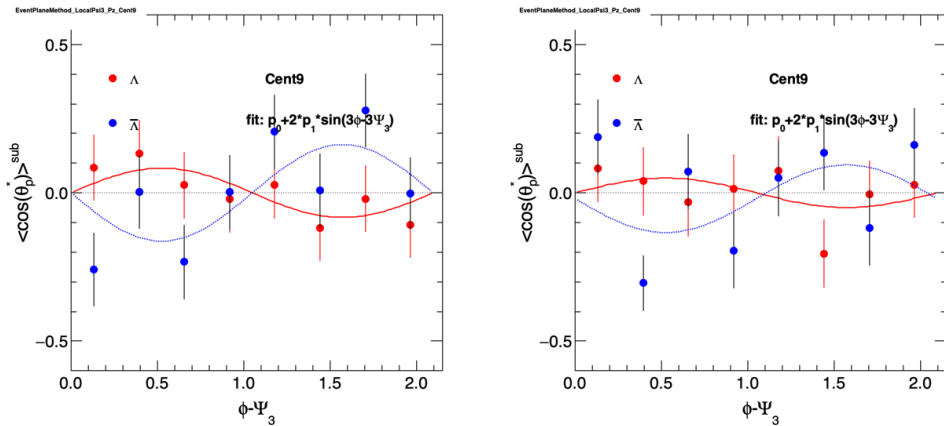 EventPlaneMethod_LocalPsi3_Pz_Cent9
0.5
Λ
Cent9
Λ̅
fit: p₀+2*p₁*sin(3ϕ-3Ψ₃)
<cos(θₚ*)>ˢᵘᵇ
0.0
−0.5
0.0 0.5 1.0 1.5 2.0
ϕ-Ψ₃
EventPlaneMethod_LocalPsi3_Pz_Cent9
0.5
Λ
Cent9
Λ̅
fit: p₀+2*p₁*sin(3ϕ-3Ψ₃)
<cos(θₚ*)>ˢᵘᵇ
0.0
−0.5
0.0 0.5 1.0 1.5 2.0
ϕ-Ψ₃